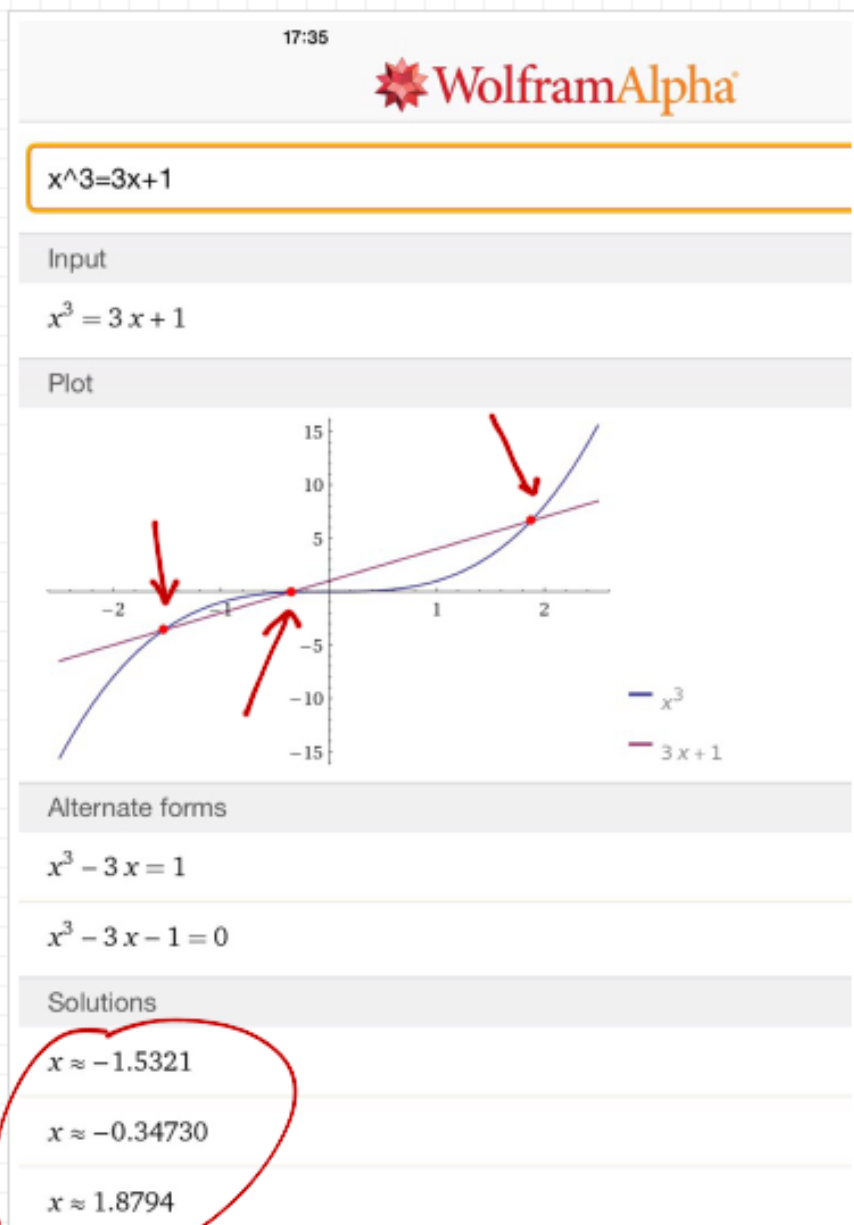 17:35
WolframAlpha
x^3=3x+1
Input
x³ = 3 x + 1
Plot
15
10
5
−2 −1 1 2
−5
−10
−15
x³
3 x + 1
Alternate forms
x³ − 3 x = 1
x³ − 3 x − 1 = 0
Solutions
x ≈ −1.5321
x ≈ −0.34730
x ≈ 1.8794